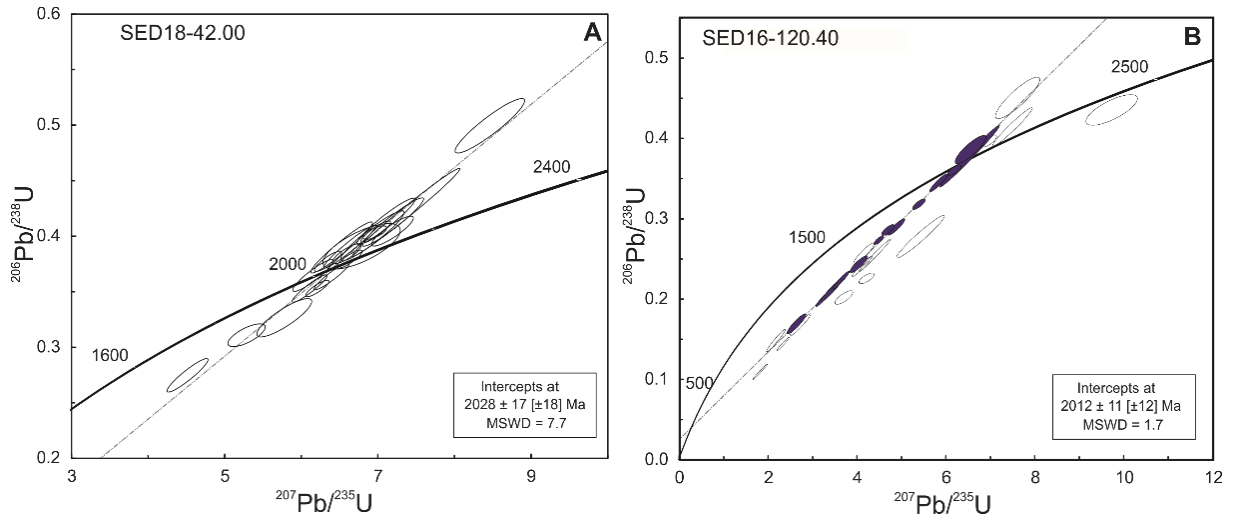 SED18-42.00
A
0.6
0.5
0.4
0.3
0.2
3
5
7
9
1600
2000
2400
206Pb/238U
207Pb/235U
Intercepts at
2028 ± 17 [±18] Ma
MSWD = 7.7
SED16-120.40
B
0.5
0.4
0.3
0.2
0.1
0.0
0
2
4
6
8
10
12
500
1500
2500
206Pb/238U
207Pb/235U
Intercepts at
2012 ± 11 [±12] Ma
MSWD = 1.7